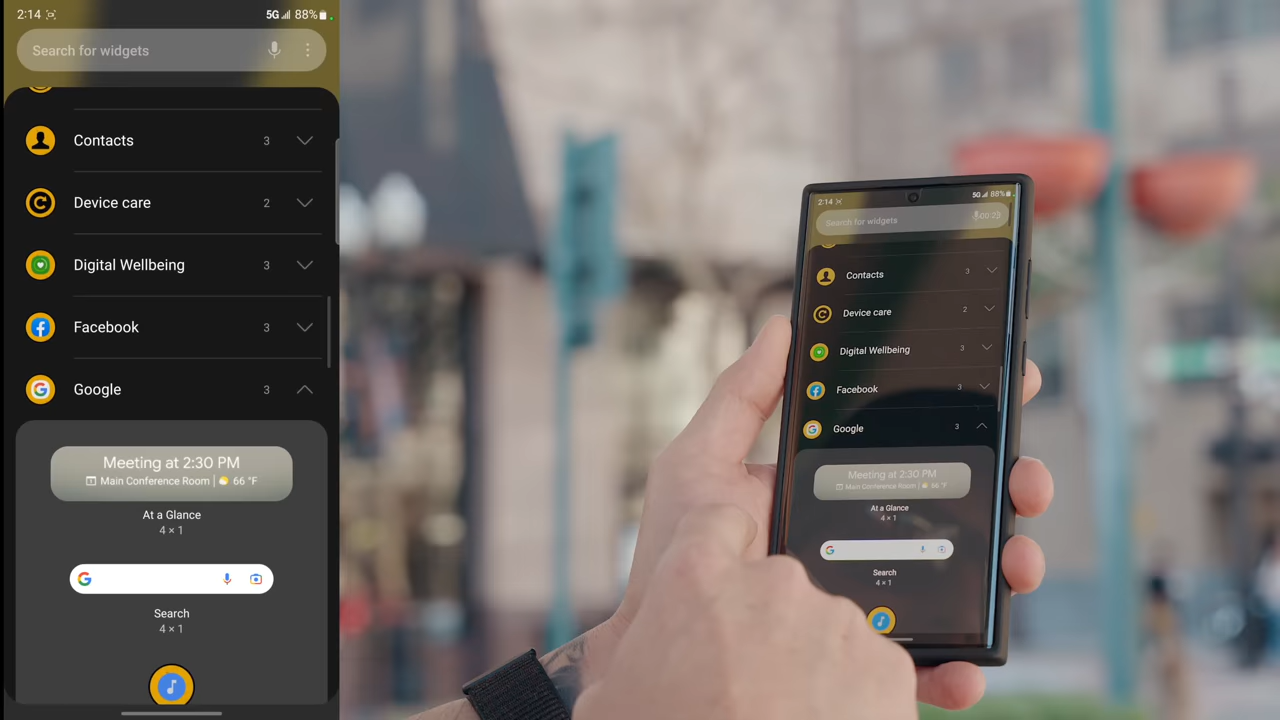 2:14
5G 88%
Search for widgets
Contacts 3
Device care 2
Digital Wellbeing 3
Facebook 3
Google 3
Meeting at 2:30 PM
Main Conference Room | 66 °F
At a Glance
4 × 1
Search
4 × 1
2:14
5G 88%
Search for widgets 00:23
Contacts 3
Device care 2
Digital Wellbeing 3
Facebook 3
Google 3
Meeting at 2:30 PM
Main Conference Room | 66 °F
At a Glance
4 × 1
Search
4 × 1